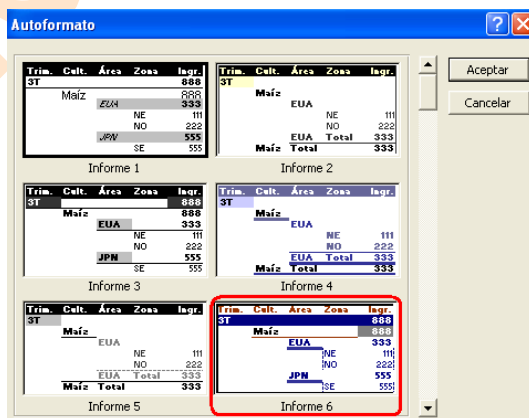 Autoformato
Aceptar
Cancelar
Trim. Cult. Área Zona Ingr.
3T 888
Maíz 888
EUA 333
NE 111
NO 222
JPN 555
SE 555
Informe 1
Trim. Cult. Área Zona Ingr.
3T
Maíz
EUA
NE 111
NO 222
EUA Total 333
Maíz Total 333
Informe 2
Trim. Cult. Área Zona Ingr.
3T 888
Maíz 888
EUA 333
NE 111
NO 222
JPN 555
SE 555
Informe 3
Trim. Cult. Área Zona Ingr.
3T
Maíz
EUA
NE 111
NO 222
EUA Total 333
Maíz Total 333
Informe 4
Trim. Cult. Área Zona Ingr.
3T
Maíz
EUA
NE 111
NO 222
EUA Total 333
Maíz Total 333
Informe 5
Trim. Cult. Área Zona Ingr.
3T 888
Maíz 888
EUA 333
NE 111
NO 222
JPN 555
SE 555
Informe 6